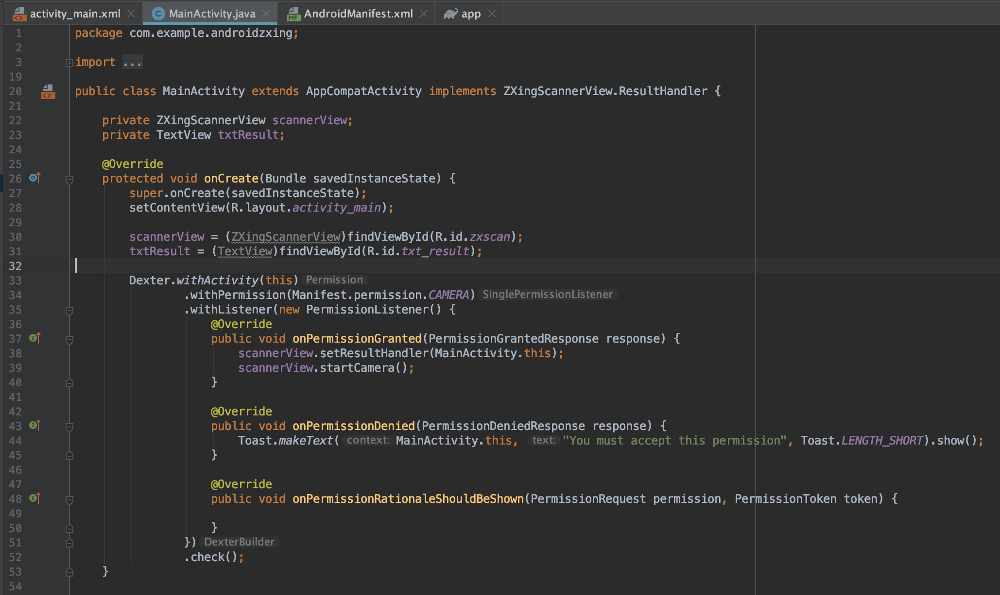 activity_main.xml MainActivity.java AndroidManifest.xml app
1 package com.example.androidzxing;
2
3 import ...
19
20 public class MainActivity extends AppCompatActivity implements ZXingScannerView.ResultHandler {
21
22 private ZXingScannerView scannerView;
23 private TextView txtResult;
24
25 @Override
26 protected void onCreate(Bundle savedInstanceState) {
27 super.onCreate(savedInstanceState);
28 setContentView(R.layout.activity_main);
29
30 scannerView = (ZXingScannerView)findViewById(R.id.zxscan);
31 txtResult = (TextView)findViewById(R.id.txt_result);
32
33 Dexter.withActivity(this) Permission
34 .withPermission(Manifest.permission.CAMERA) SinglePermissionListener
35 .withListener(new PermissionListener() {
36 @Override
37 public void onPermissionGranted(PermissionGrantedResponse response) {
38 scannerView.setResultHandler(MainActivity.this);
39 scannerView.startCamera();
40 }
41
42 @Override
43 public void onPermissionDenied(PermissionDeniedResponse response) {
44 Toast.makeText( context: MainActivity.this, text: "You must accept this permission", Toast.LENGTH_SHORT).show();
45 }
46
47 @Override
48 public void onPermissionRationaleShouldBeShown(PermissionRequest permission, PermissionToken token) {
49
50 }
51 }) DexterBuilder
52 .check();
53 }
54